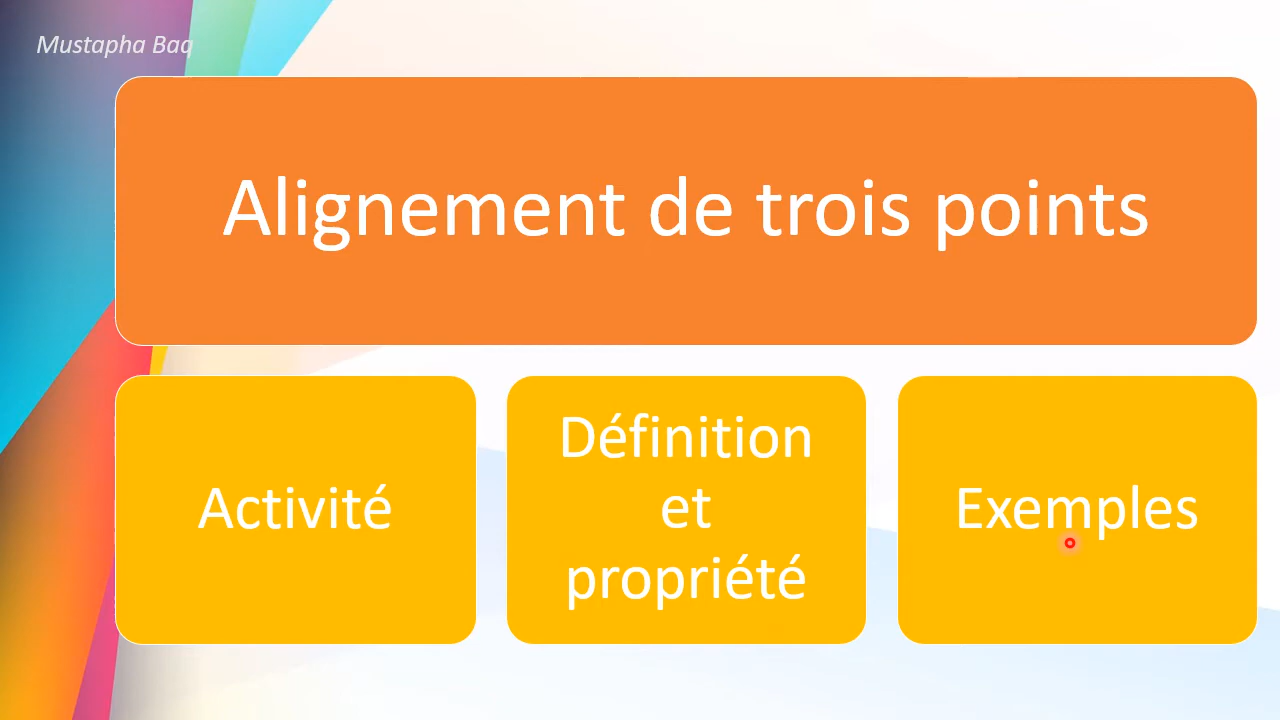 Mustapha Baq
Alignement de trois points
Activité
Définition
et
propriété
Exemples